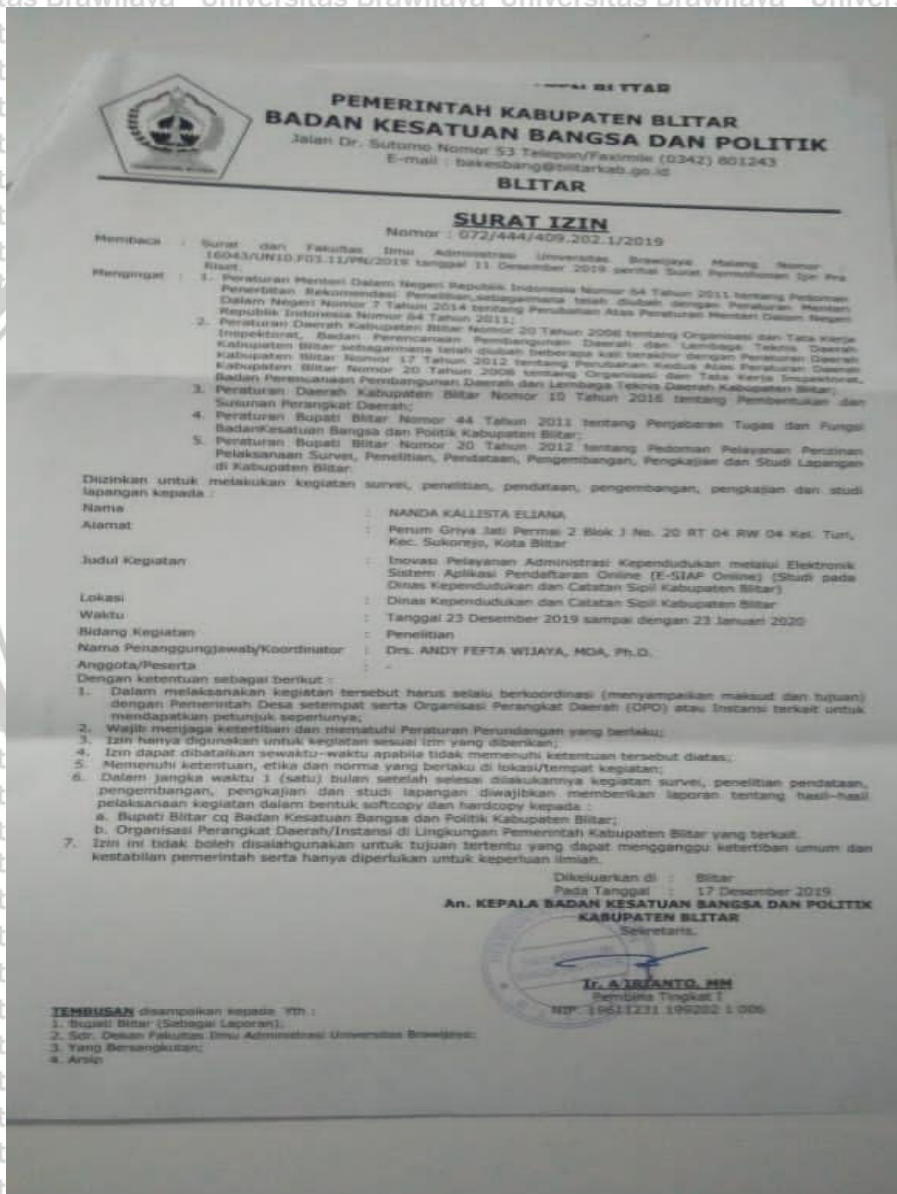 Universitas Brawijaya Universitas Brawijaya
PEMERINTAH KABUPATEN BLITAR
BADAN KESATUAN BANGSA DAN POLITIK
Jalan Dr. Sutomo Nomor 53 Telepon/Faximile (0342) 801243
E-mail : bakesbang@blitarkab.go.id
BLITAR
SURAT IZIN
Nomor : 072/444/409.202.1/2019
Membaca : Surat dari Fakultas Ilmu Administrasi Universitas Brawijaya Malang Nomor :
16043/UN10.F03.11/PN/2019 tanggal 11 Desember 2019 perihal Surat Permohonan Ijin Pra
Riset.
Mengingat : 1. Peraturan Menteri Dalam Negeri Republik Indonesia Nomor 64 Tahun 2011 tentang Pedoman
Penerbitan Rekomendasi Penelitian,sebagaimana telah diubah dengan Peraturan Menteri
Dalam Negeri Nomor 7 Tahun 2014 tentang Perubahan Atas Peraturan Menteri Dalam Negeri
Republik Indonesia Nomor 64 Tahun 2011;
2. Peraturan Daerah Kabupaten Blitar Nomor 20 Tahun 2008 tentang Organisasi dan Tata Kerja
Inspektorat, Badan Perencanaan Pembangunan Daerah dan Lembaga Teknis Daerah
Kabupaten Blitar sebagaimana telah diubah beberapa kali terakhir dengan Peraturan Daerah
Kabupaten Blitar Nomor 17 Tahun 2012 tentang Perubahan Kedua Atas Peraturan Daerah
Kabupaten Blitar Nomor 20 Tahun 2008 tentang Organisasi dan Tata Kerja Inspektorat,
Badan Perencanaan Pembangunan Daerah dan Lembaga Teknis Daerah Kabupaten Blitar;
3. Peraturan Daerah Kabupaten Blitar Nomor 10 Tahun 2016 tentang Pembentukan dan
Susunan Perangkat Daerah;
4. Peraturan Bupati Blitar Nomor 44 Tahun 2011 tentang Penjabaran Tugas dan Fungsi
BadanKesatuan Bangsa dan Politik Kabupaten Blitar;
5. Peraturan Bupati Blitar Nomor 20 Tahun 2012 tentang Pedoman Pelayanan Perizinan
Pelaksanaan Survei, Penelitian, Pendataan, Pengembangan, Pengkajian dan Studi Lapangan
di Kabupaten Blitar.
Diizinkan untuk melakukan kegiatan survei, penelitian, pendataan, pengembangan, pengkajian dan studi
lapangan kepada :
Nama : NANDA KALLISTA ELIANA
Alamat : Perum Griya Jati Permai 2 Blok J No. 20 RT 04 RW 04 Kel. Turi,
Kec. Sukorejo, Kota Blitar
Judul Kegiatan : Inovasi Pelayanan Administrasi Kependudukan melalui Elektronik
Sistem Aplikasi Pendaftaran Online (E-SIAP Online) (Studi pada
Dinas Kependudukan dan Catatan Sipil Kabupaten Blitar)
Lokasi : Dinas Kependudukan dan Catatan Sipil Kabupaten Blitar
Waktu : Tanggal 23 Desember 2019 sampai dengan 23 Januari 2020
Bidang Kegiatan : Penelitian
Nama Penanggungjawab/Koordinator : Drs. ANDY FEFTA WIJAYA, MDA, Ph.D.
Anggota/Peserta : -
Dengan ketentuan sebagai berikut :
1. Dalam melaksanakan kegiatan tersebut harus selalu berkoordinasi (menyampaikan maksud dan tujuan)
dengan Pemerintah Desa setempat serta Organisasi Perangkat Daerah (OPD) atau Instansi terkait untuk
mendapatkan petunjuk seperlunya;
2. Wajib menjaga ketertiban dan mematuhi Peraturan Perundangan yang berlaku;
3. Izin hanya digunakan untuk kegiatan sesuai izin yang diberikan;
4. Izin dapat dibatalkan sewaktu-waktu apabila tidak memenuhi ketentuan tersebut diatas;
5. Memenuhi ketentuan, etika dan norma yang berlaku di lokasi/tempat kegiatan;
6. Dalam jangka waktu 1 (satu) bulan setelah selesai dilakukannya kegiatan survei, penelitian pendataan,
pengembangan, pengkajian dan studi lapangan diwajibkan memberikan laporan tentang hasil-hasil
pelaksanaan kegiatan dalam bentuk softcopy dan hardcopy kepada :
a. Bupati Blitar cq Badan Kesatuan Bangsa dan Politik Kabupaten Blitar;
b. Organisasi Perangkat Daerah/Instansi di Lingkungan Pemerintah Kabupaten Blitar yang terkait.
7. Izin ini tidak boleh disalahgunakan untuk tujuan tertentu yang dapat mengganggu ketertiban umum dan
kestabilan pemerintah serta hanya diperlukan untuk keperluan ilmiah.
Dikeluarkan di : Blitar
Pada Tanggal : 17 Desember 2019
An. KEPALA BADAN KESATUAN BANGSA DAN POLITIK
KABUPATEN BLITAR
Sekretaris,
Ir. A IRIANTO, MM
Pembina Tingkat I
NIP. 19611231 199202 1 006
TEMBUSAN disampaikan kepada Yth :
1. Bupati Blitar (Sebagai Laporan);
2. Sdr. Dekan Fakultas Ilmu Administrasi Universitas Brawijaya;
3. Yang Bersangkutan;
4. Arsip